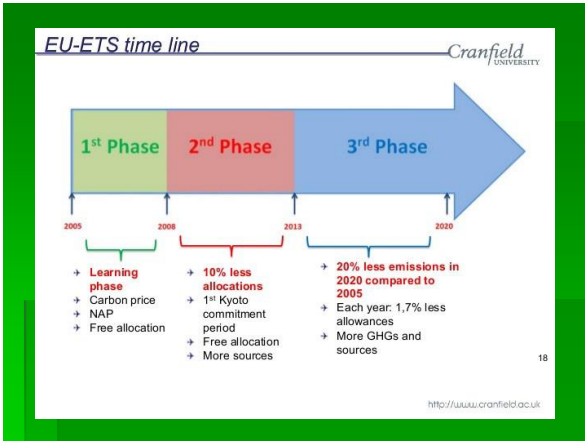 EU-ETS time line
Cranfield
UNIVERSITY
1st Phase
2nd Phase
3rd Phase
2005
2008
2013
2020
Learning
phase
Carbon price
NAP
Free allocation
10% less
allocations
1st Kyoto
commitment
period
Free allocation
More sources
20% less emissions in
2020 compared to
2005
Each year: 1,7% less
allowances
More GHGs and
sources
18
http://www.cranfield.ac.uk